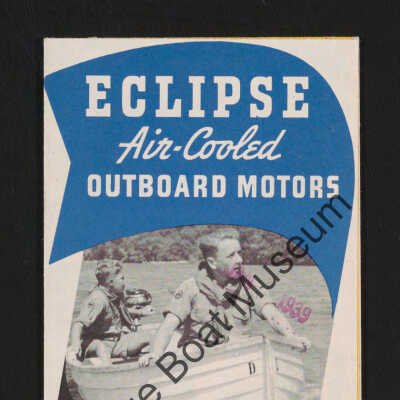 ECLIPSE
Air-Cooled
OUTBOARD MOTORS
1939
Boat Museum
D